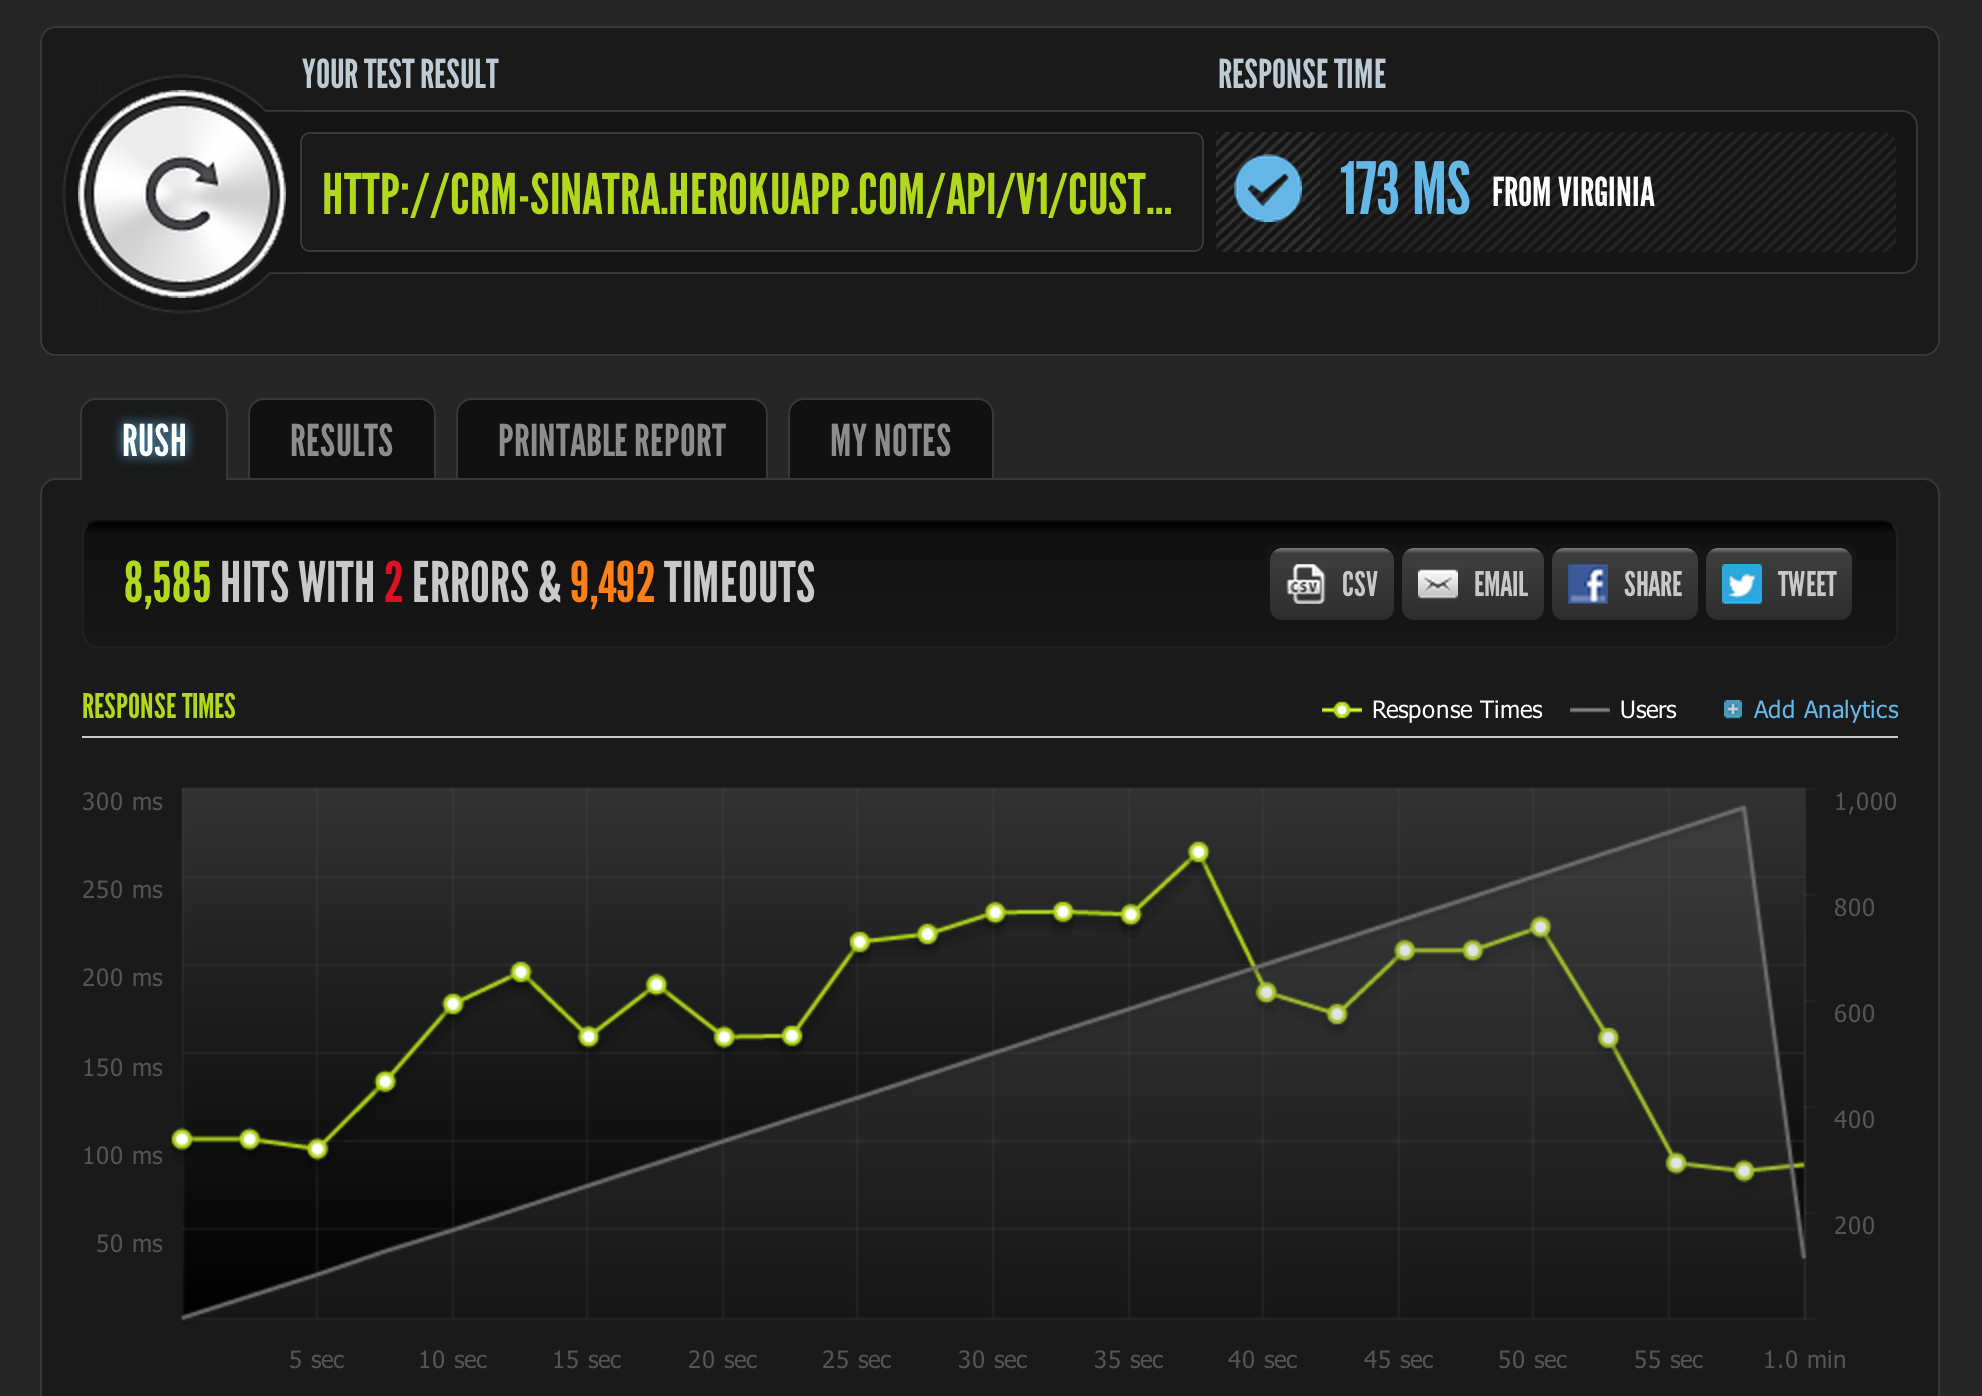 YOUR TEST RESULT
RESPONSE TIME
HTTP://CRM-SINATRA.HEROKUAPP.COM/API/V1/CUST...
173 MS FROM VIRGINIA
RUSH
RESULTS
PRINTABLE REPORT
MY NOTES
8,585 HITS WITH 2 ERRORS & 9,492 TIMEOUTS
CSV
CSV
EMAIL
f
SHARE
TWEET
RESPONSE TIMES
Response Times
Users
Add Analytics
300 ms
1,000
250 ms
800
200 ms
600
150 ms
400
100 ms
200
50 ms
5 sec
10 sec
15 sec
20 sec
25 sec
30 sec
35 sec
40 sec
45 sec
50 sec
55 sec
1.0 min